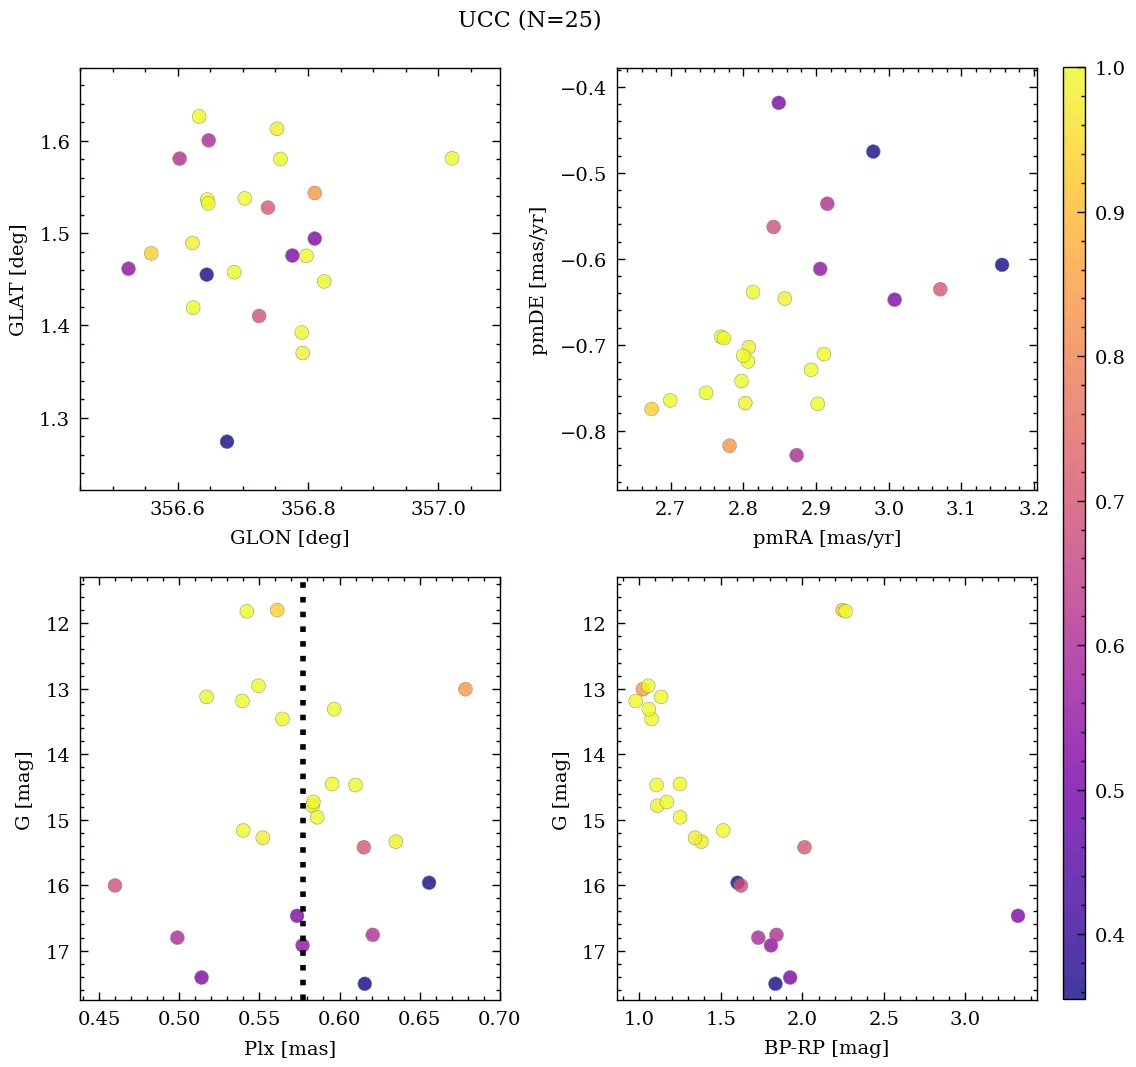 UCC (N=25)
1.6
1.5
1.4
1.3
GLAT [deg]
356.6 356.8 357.0
GLON [deg]
−0.4
−0.5
−0.6
−0.7
−0.8
pmDE [mas/yr]
2.7 2.8 2.9 3.0 3.1 3.2
pmRA [mas/yr]
12
13
14
15
16
17
G [mag]
0.45 0.50 0.55 0.60 0.65 0.70
Plx [mas]
12
13
14
15
16
17
G [mag]
1.0 1.5 2.0 2.5 3.0
BP-RP [mag]
1.0
0.9
0.8
0.7
0.6
0.5
0.4